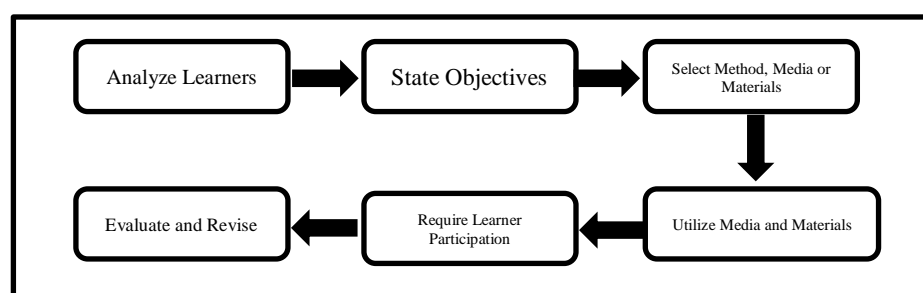 Analyze Learners
State Objectives
Select Method, Media or
Materials
Utilize Media and Materials
Require Learner
Participation
Evaluate and Revise